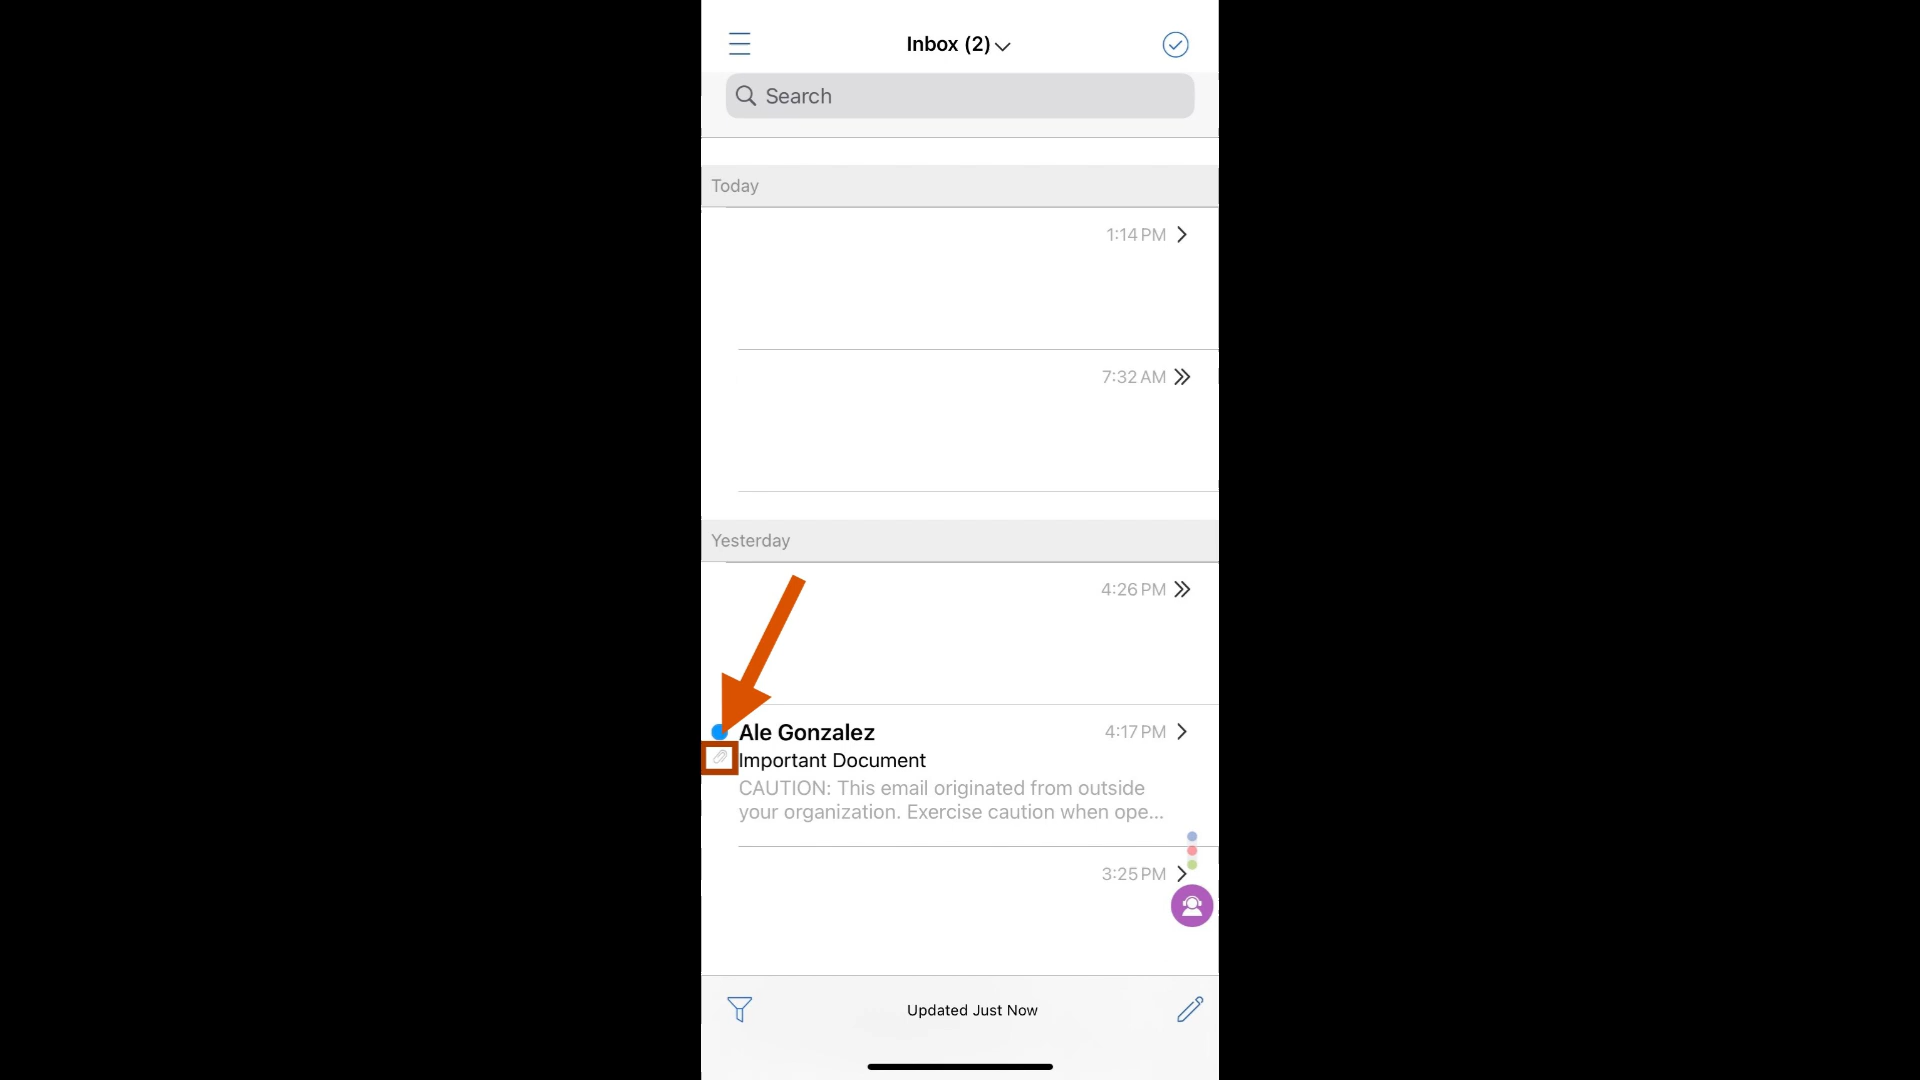 Inbox (2)
Search
Today
1:14 PM
7:32 AM
Yesterday
4:26 PM
Ale Gonzalez
4:17 PM
Important Document
CAUTION: This email originated from outside
your organization. Exercise caution when ope...
3:25 PM
Updated Just Now